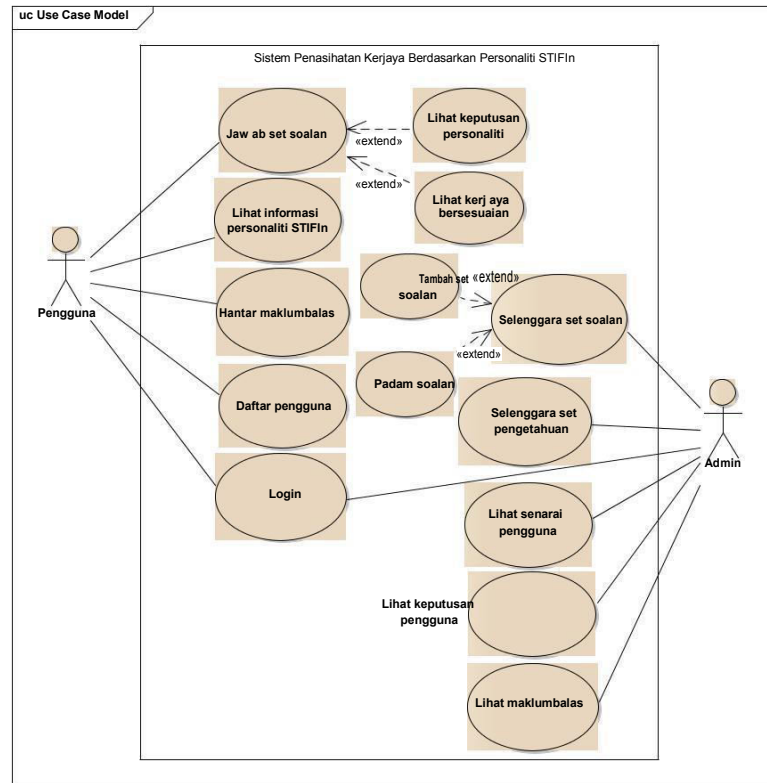 uc Use Case Model
Sistem Penasihatan Kerjaya Berdasarkan Personaliti STIFIn
Jaw ab set soalan
«extend»
«extend»
Lihat keputusan
personaliti
Lihat kerj aya
bersesuaian
Lihat informasi
personaliti STIFIn
Pengguna
Hantar maklumbalas
Tambah set
soalan
«extend»
Selenggara set soalan
«extend»
Padam soalan
Daftar pengguna
Selenggara set
pengetahuan
Admin
Login
Lihat senarai
pengguna
Lihat keputusan
pengguna
Lihat maklumbalas